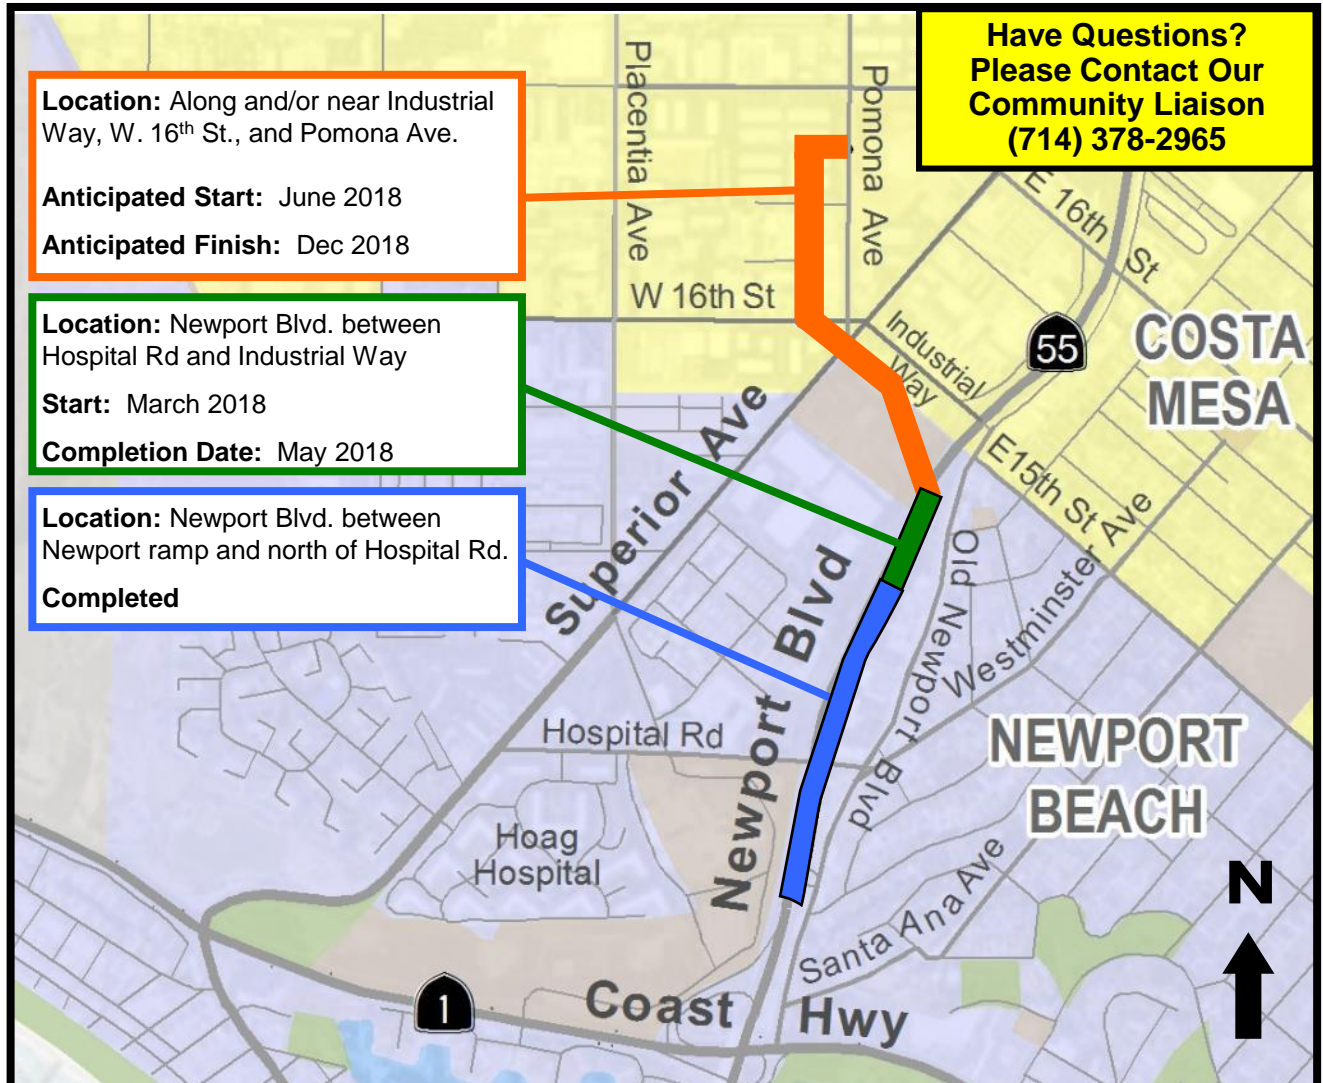 Have Questions?
Please Contact Our
Community Liaison
(714) 378-2965
Location: Along and/or near Industrial
Way, W. 16th St., and Pomona Ave.
Anticipated Start: June 2018
Anticipated Finish: Dec 2018
Location: Newport Blvd. between
Hospital Rd and Industrial Way
Start: March 2018
Completion Date: May 2018
Location: Newport Blvd. between
Newport ramp and north of Hospital Rd.
Completed
Placentia Ave
Pomona Ave
E 16th St
W 16th St
Industrial
Way
55
COSTA
MESA
Superior Ave
E 15th St
Old Newport Blvd
Westminster Ave
Newport Blvd
Hospital Rd
NEWPORT
BEACH
Hoag
Hospital
Santa Ana Ave
N
1
Coast Hwy